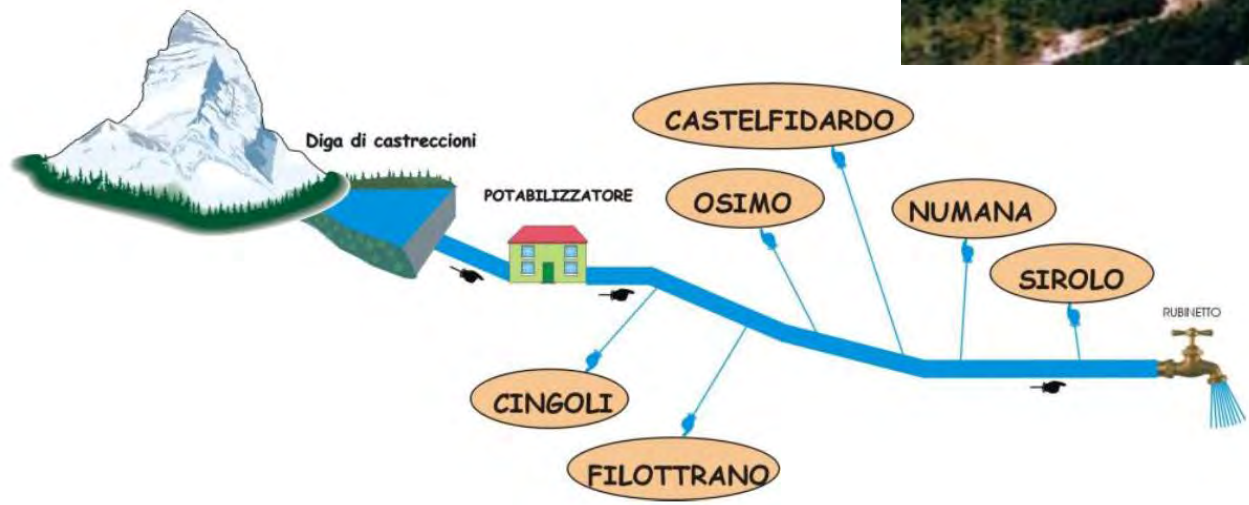 CASTELFIDARDO
Diga di castreccioni
POTABILIZZATORE
OSIMO
NUMANA
SIROLO
RUBINETTO
CINGOLI
FILOTTRANO